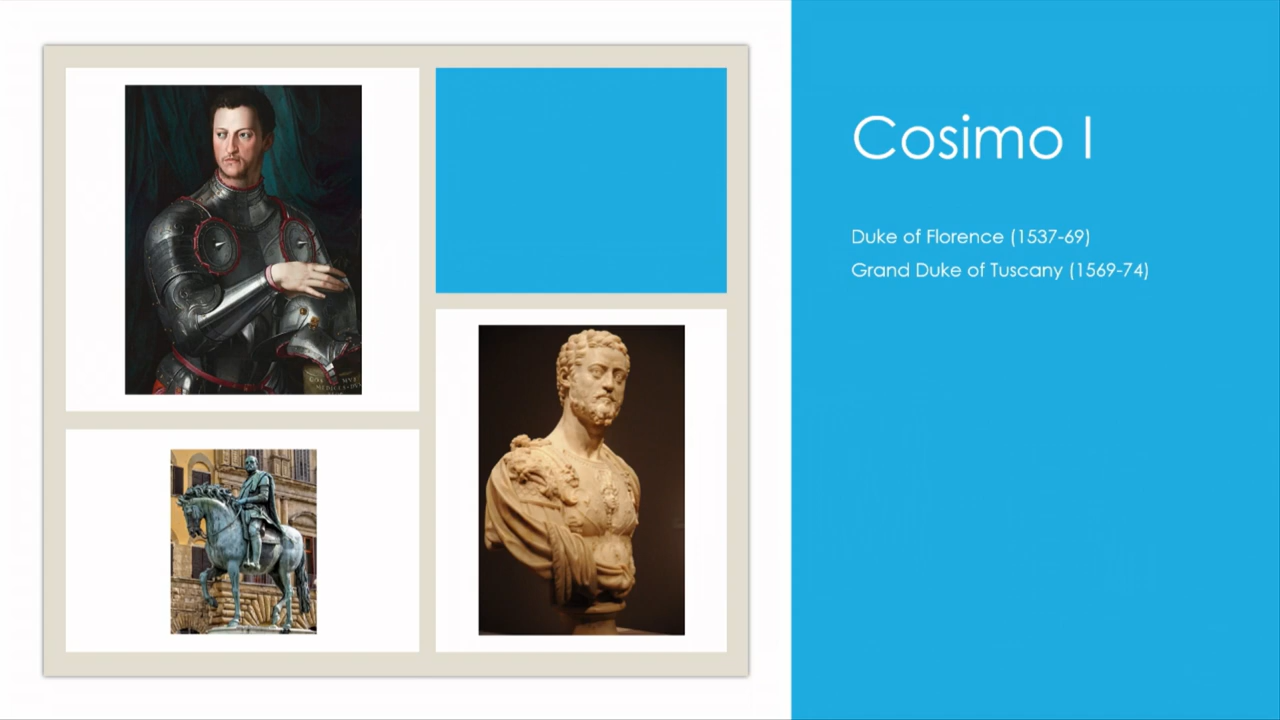 Cosimo I
Duke of Florence (1537-69)
Grand Duke of Tuscany (1569-74)